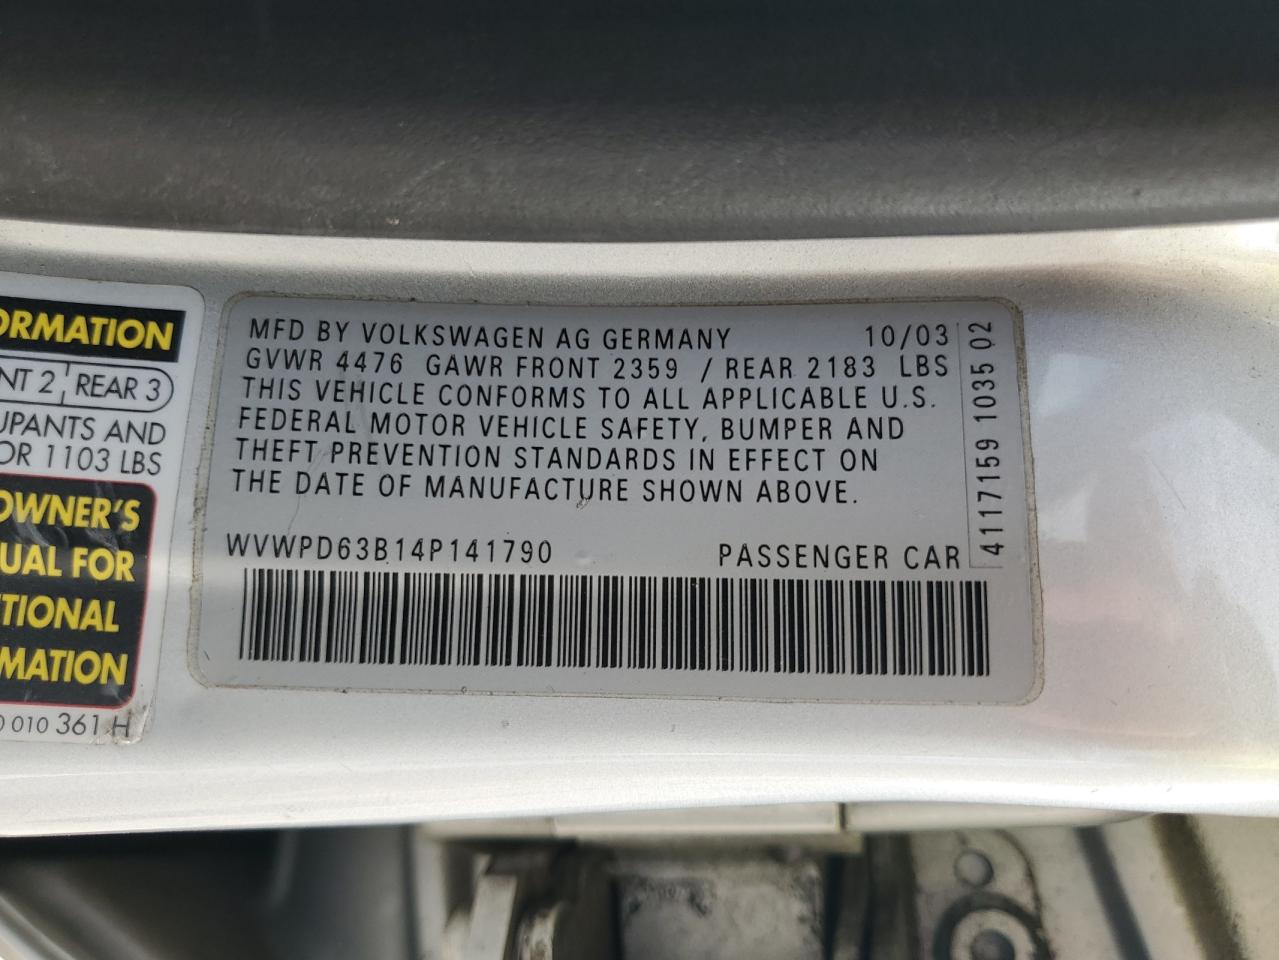 ORMATION
NT 2 REAR 3
UPANTS AND
OR 1103 LBS
OWNER'S
UAL FOR
TIONAL
MATION
0 010 361 H
MFD BY VOLKSWAGEN AG GERMANY 10/03
GVWR 4476 GAWR FRONT 2359 / REAR 2183 LBS
THIS VEHICLE CONFORMS TO ALL APPLICABLE U.S.
FEDERAL MOTOR VEHICLE SAFETY, BUMPER AND
THEFT PREVENTION STANDARDS IN EFFECT ON
THE DATE OF MANUFACTURE SHOWN ABOVE.
WVWPD63B14P141790 PASSENGER CAR
4117159 1035 02